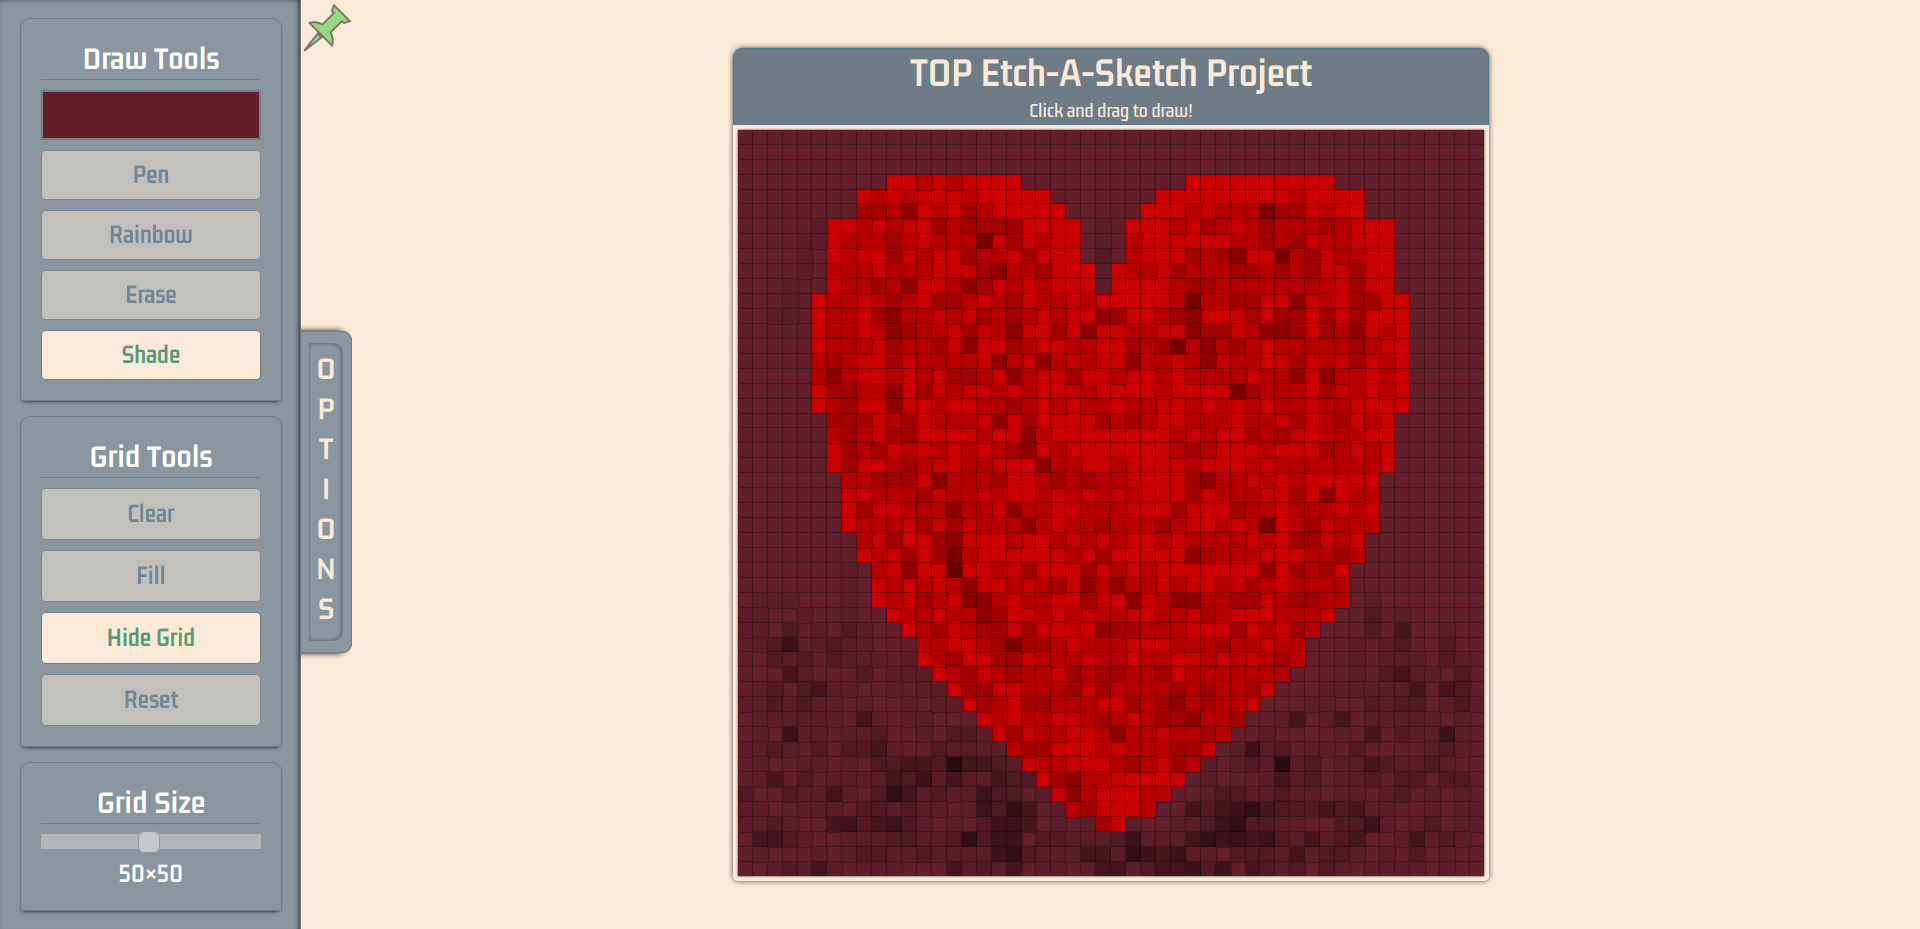 Draw Tools
Pen
Rainbow
Erase
Shade
Grid Tools
Clear
Fill
Hide Grid
Reset
Grid Size
50×50
OPTIONS
TOP Etch-A-Sketch Project
Click and drag to draw!